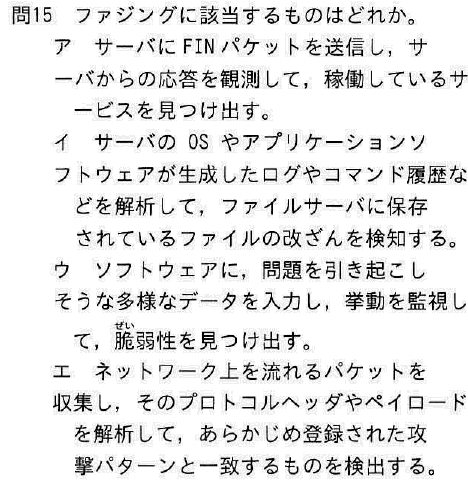 問15 ファジングに該当するものはどれか。
ア サーバにFINパケットを送信し，サ
ーバからの応答を観測して，稼働しているサ
ービスを見つけ出す。
イ サーバの OS やアプリケーションソ
フトウェアが生成したログやコマンド履歴な
どを解析して，ファイルサーバに保存
されているファイルの改ざんを検知する。
ウ ソフトウェアに，問題を引き起こし
そうな多様なデータを入力し，挙動を監視し
ぜい
て，脆弱性を見つけ出す。
エ ネットワーク上を流れるパケットを
収集し，そのプロトコルヘッダやペイロード
を解析して，あらかじめ登録された攻
撃パターンと一致するものを検出する。